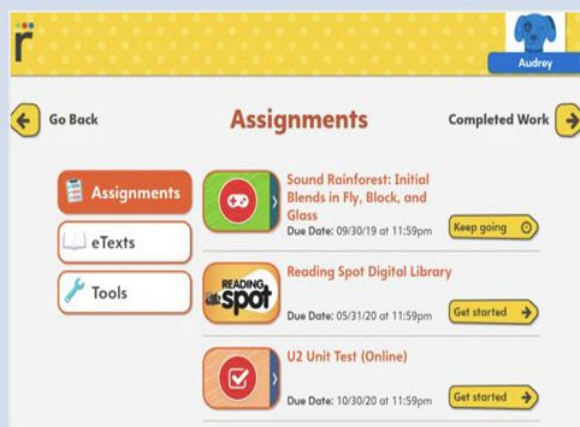 r
Audrey
Go Back
Assignments
Completed Work
Assignments
eTexts
Tools
Sound Rainforest: Initial
Blends in Fly, Block, and
Glass
Due Date: 09/30/19 at 11:59pm
Keep going
READING
spot
Reading Spot Digital Library
Due Date: 05/31/20 at 11:59pm
Get started
U2 Unit Test (Online)
Due Date: 10/30/20 at 11:59pm
Get started